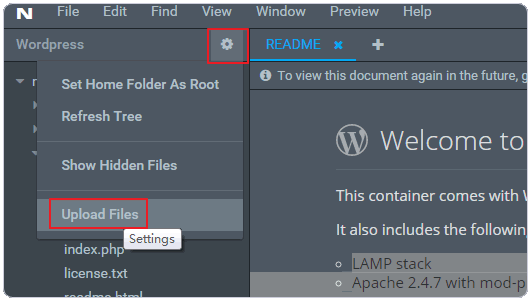 File Edit Find View Window Preview Help
Wordpress
README
To view this document again in the future, g
Set Home Folder As Root
Refresh Tree
Show Hidden Files
Upload Files
Settings
index.php
license.txt
readme.html
Welcome to
This container comes with W
It also includes the followin
LAMP stack
Apache 2.4.7 with mod-p